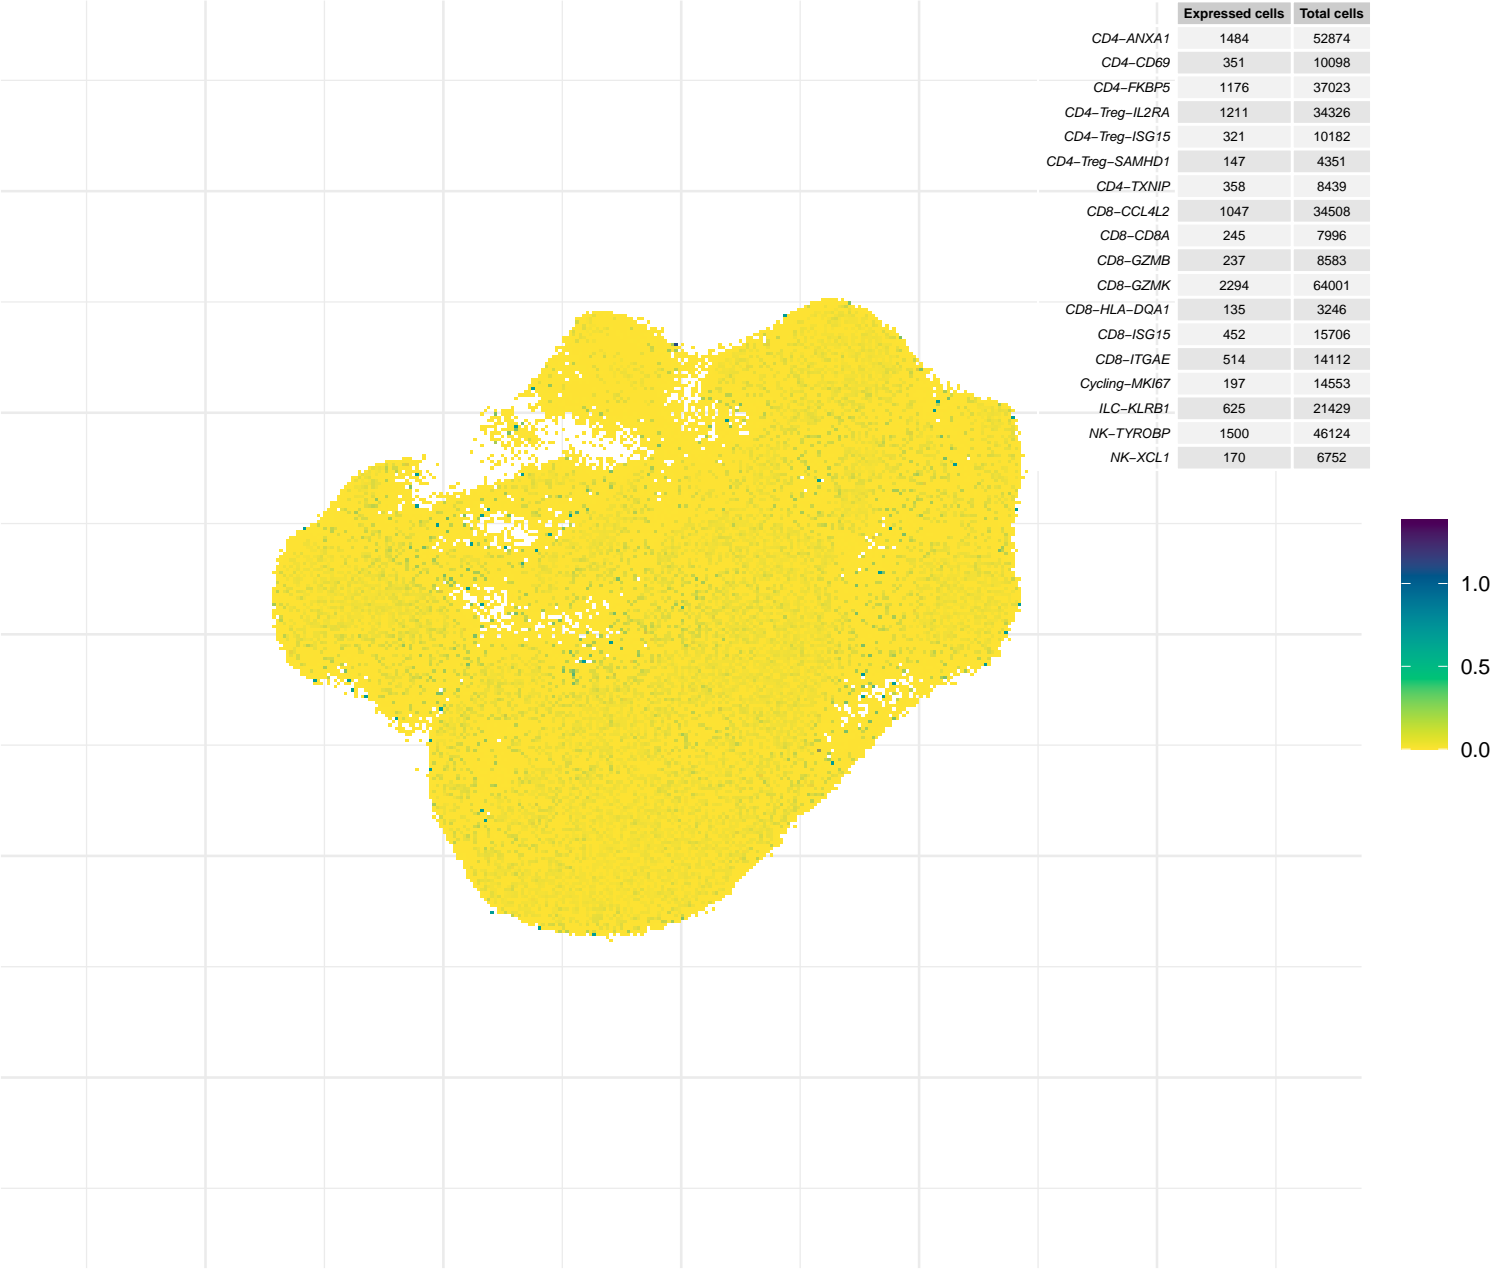 Expressed cells Total cells
CD4−ANXA1 1484 52874
CD4−CD69 351 10098
CD4−FKBP5 1176 37023
CD4−Treg−IL2RA 1211 34326
CD4−Treg−ISG15 321 10182
CD4−Treg−SAMHD1 147 4351
CD4−TXNIP 358 8439
CD8−CCL4L2 1047 34508
CD8−CD8A 245 7996
CD8−GZMB 237 8583
CD8−GZMK 2294 64001
CD8−HLA−DQA1 135 3246
CD8−ISG15 452 15706
CD8−ITGAE 514 14112
Cycling−MKI67 197 14553
ILC−KLRB1 625 21429
NK−TYROBP 1500 46124
NK−XCL1 170 6752
1.0
0.5
0.0